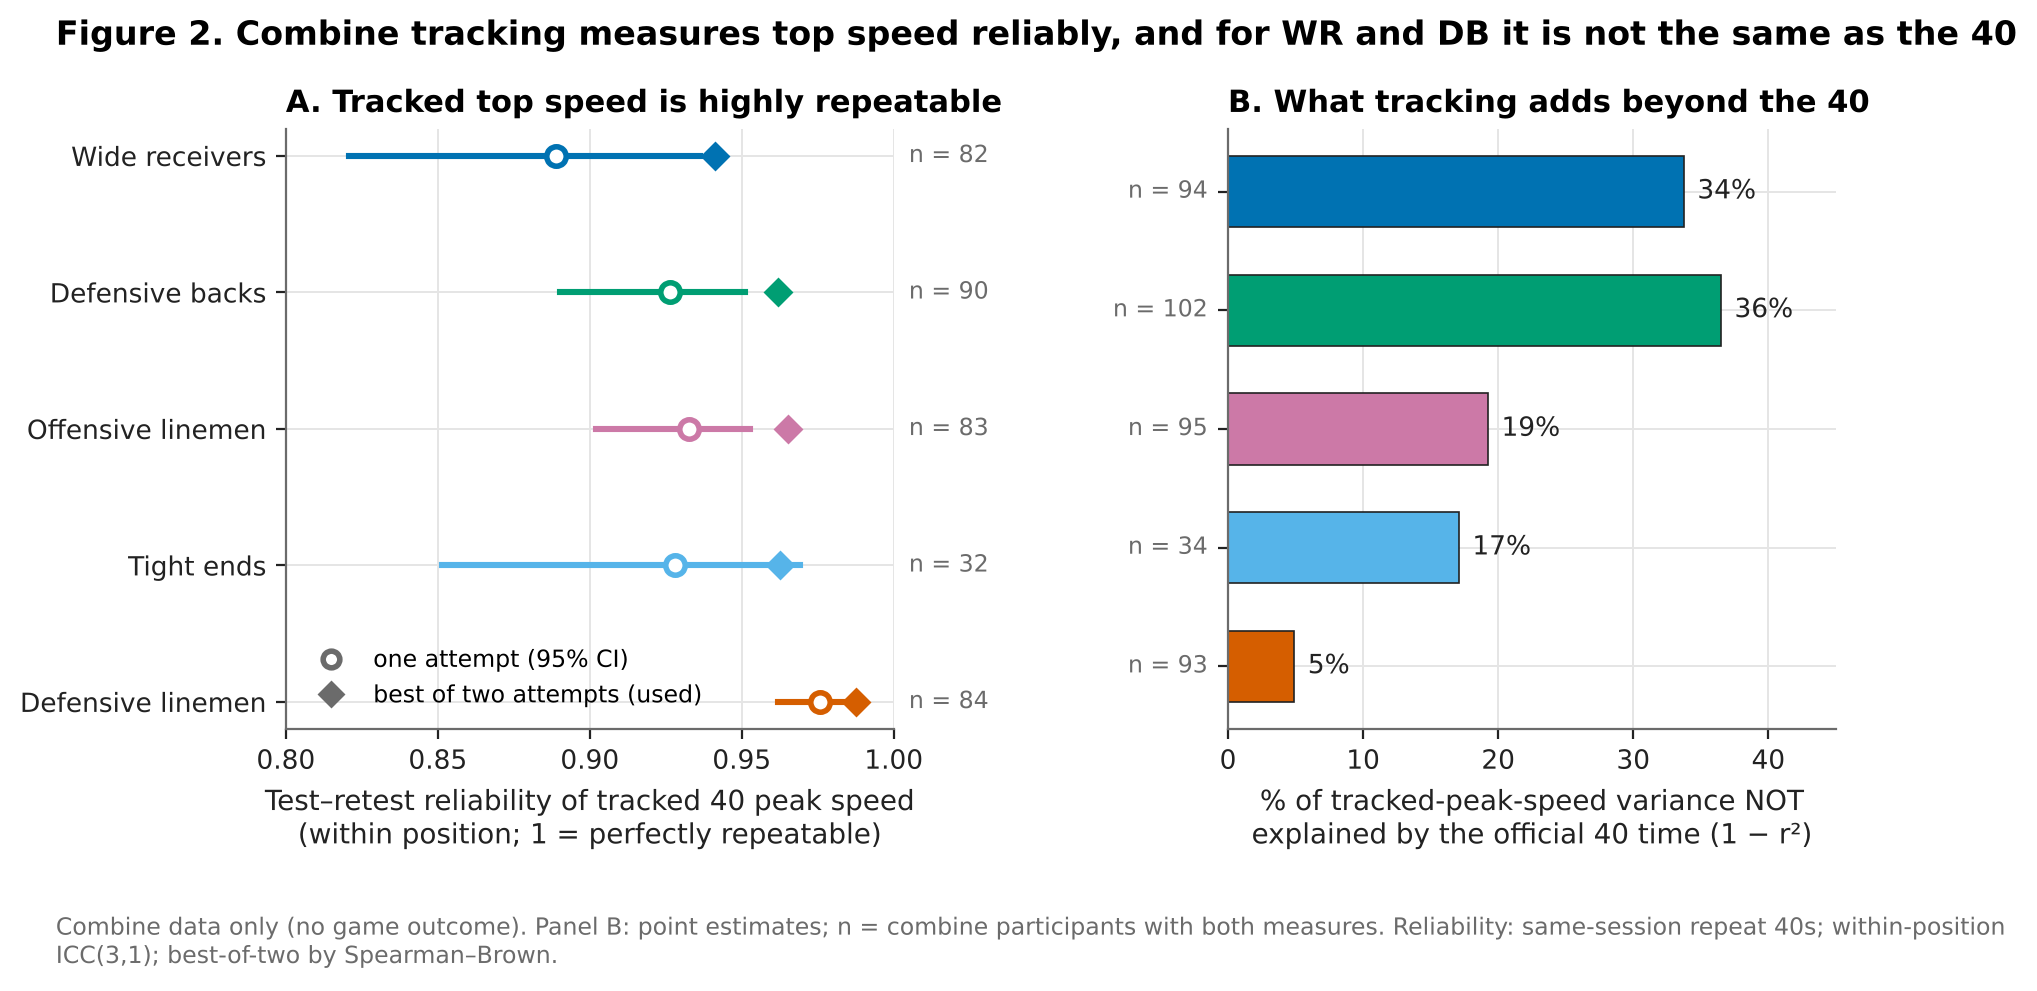 Figure 2. Combine tracking measures top speed reliably, and for WR and DB it is not the same as the 40
A. Tracked top speed is highly repeatable
Wide receivers
n = 82
Defensive backs
n = 90
Offensive linemen
n = 83
Tight ends
n = 32
one attempt (95% CI)
best of two attempts (used)
Defensive linemen
n = 84
0.80 0.85 0.90 0.95 1.00
Test–retest reliability of tracked 40 peak speed
(within position; 1 = perfectly repeatable)
B. What tracking adds beyond the 40
n = 94
34%
n = 102
36%
n = 95
19%
n = 34
17%
n = 93
5%
0 10 20 30 40
% of tracked-peak-speed variance NOT
explained by the official 40 time (1 − r²)
Combine data only (no game outcome). Panel B: point estimates; n = combine participants with both measures. Reliability: same-session repeat 40s; within-position
ICC(3,1); best-of-two by Spearman–Brown.